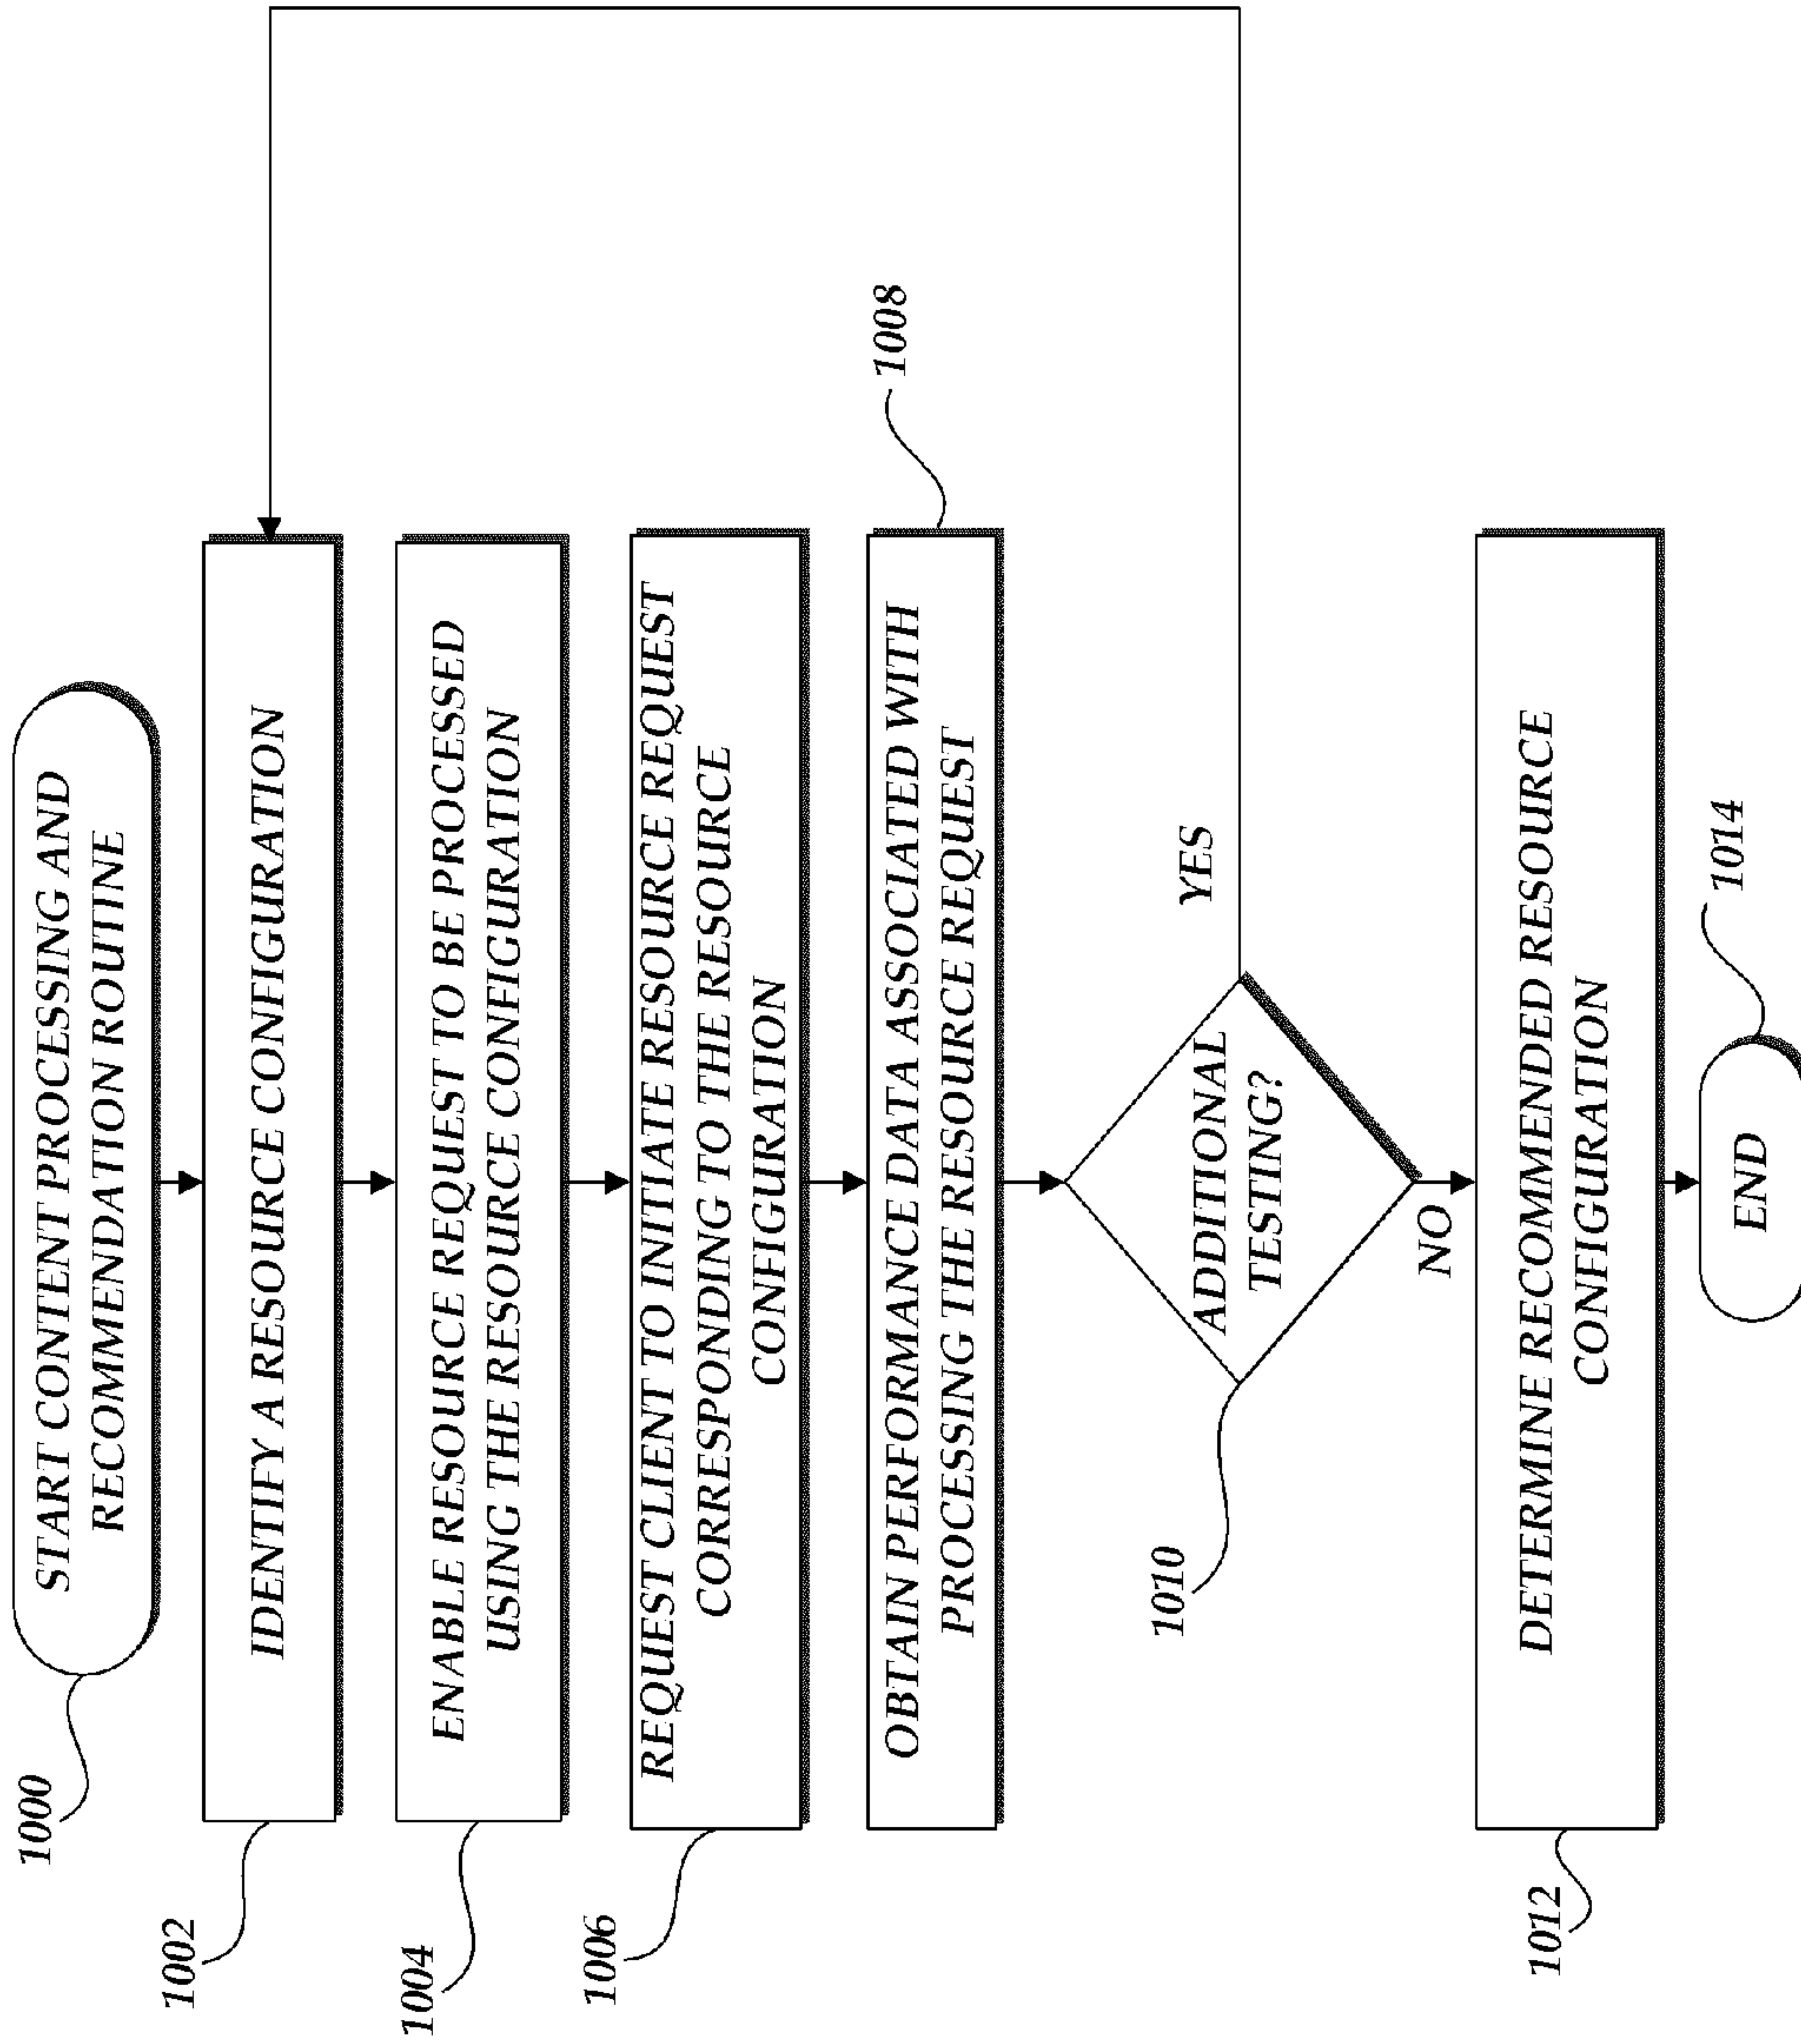 1000
START CONTENT PROCESSING AND
RECOMMENDATION ROUTINE
1002
IDENTIFY A RESOURCE CONFIGURATION
1004
ENABLE RESOURCE REQUEST TO BE PROCESSED
USING THE RESOURCE CONFIGURATION
1006
REQUEST CLIENT TO INITIATE RESOURCE REQUEST
CORRESPONDING TO THE RESOURCE
CONFIGURATION
1008
OBTAIN PERFORMANCE DATA ASSOCIATED WITH
PROCESSING THE RESOURCE REQUEST
1010
ADDITIONAL
TESTING?
YES
NO
1012
DETERMINE RECOMMENDED RESOURCE
CONFIGURATION
1014
END